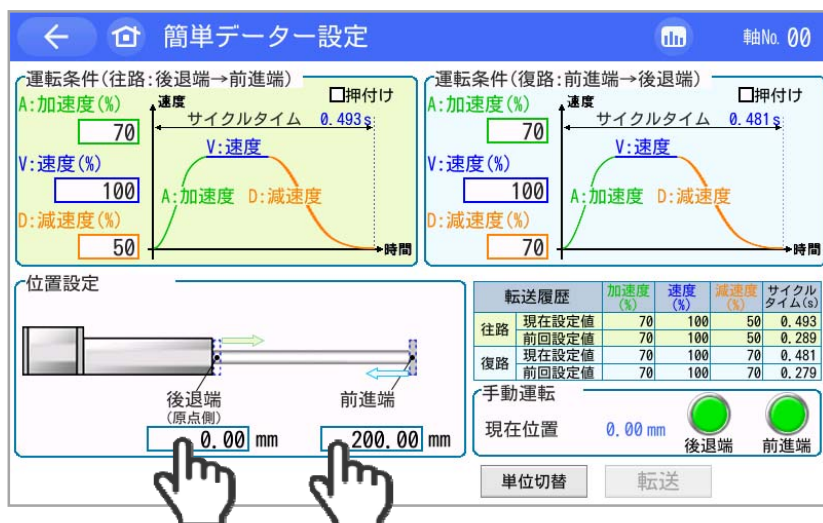 簡単データー設定
軸No. 00
運転条件(往路:後退端→前進端)
A:加速度(%)
70
V:速度(%)
100
D:減速度(%)
50
速度
□押付け
サイクルタイム 0.493s
V:速度
A:加速度 D:減速度
時間
運転条件(復路:前進端→後退端)
A:加速度(%)
70
V:速度(%)
100
D:減速度(%)
70
速度
□押付け
サイクルタイム 0.481s
V:速度
A:加速度 D:減速度
時間
位置設定
後退端
(原点側)
0.00 mm
前進端
200.00 mm
転送履歴 加速度(%) 速度(%) 減速度(%) サイクルタイム(s)
往路 現在設定値 70 100 50 0.493
前回設定値 70 100 50 0.289
復路 現在設定値 70 100 70 0.481
前回設定値 70 100 70 0.279
手動運転
現在位置 0.00 mm
後退端 前進端
単位切替 転送